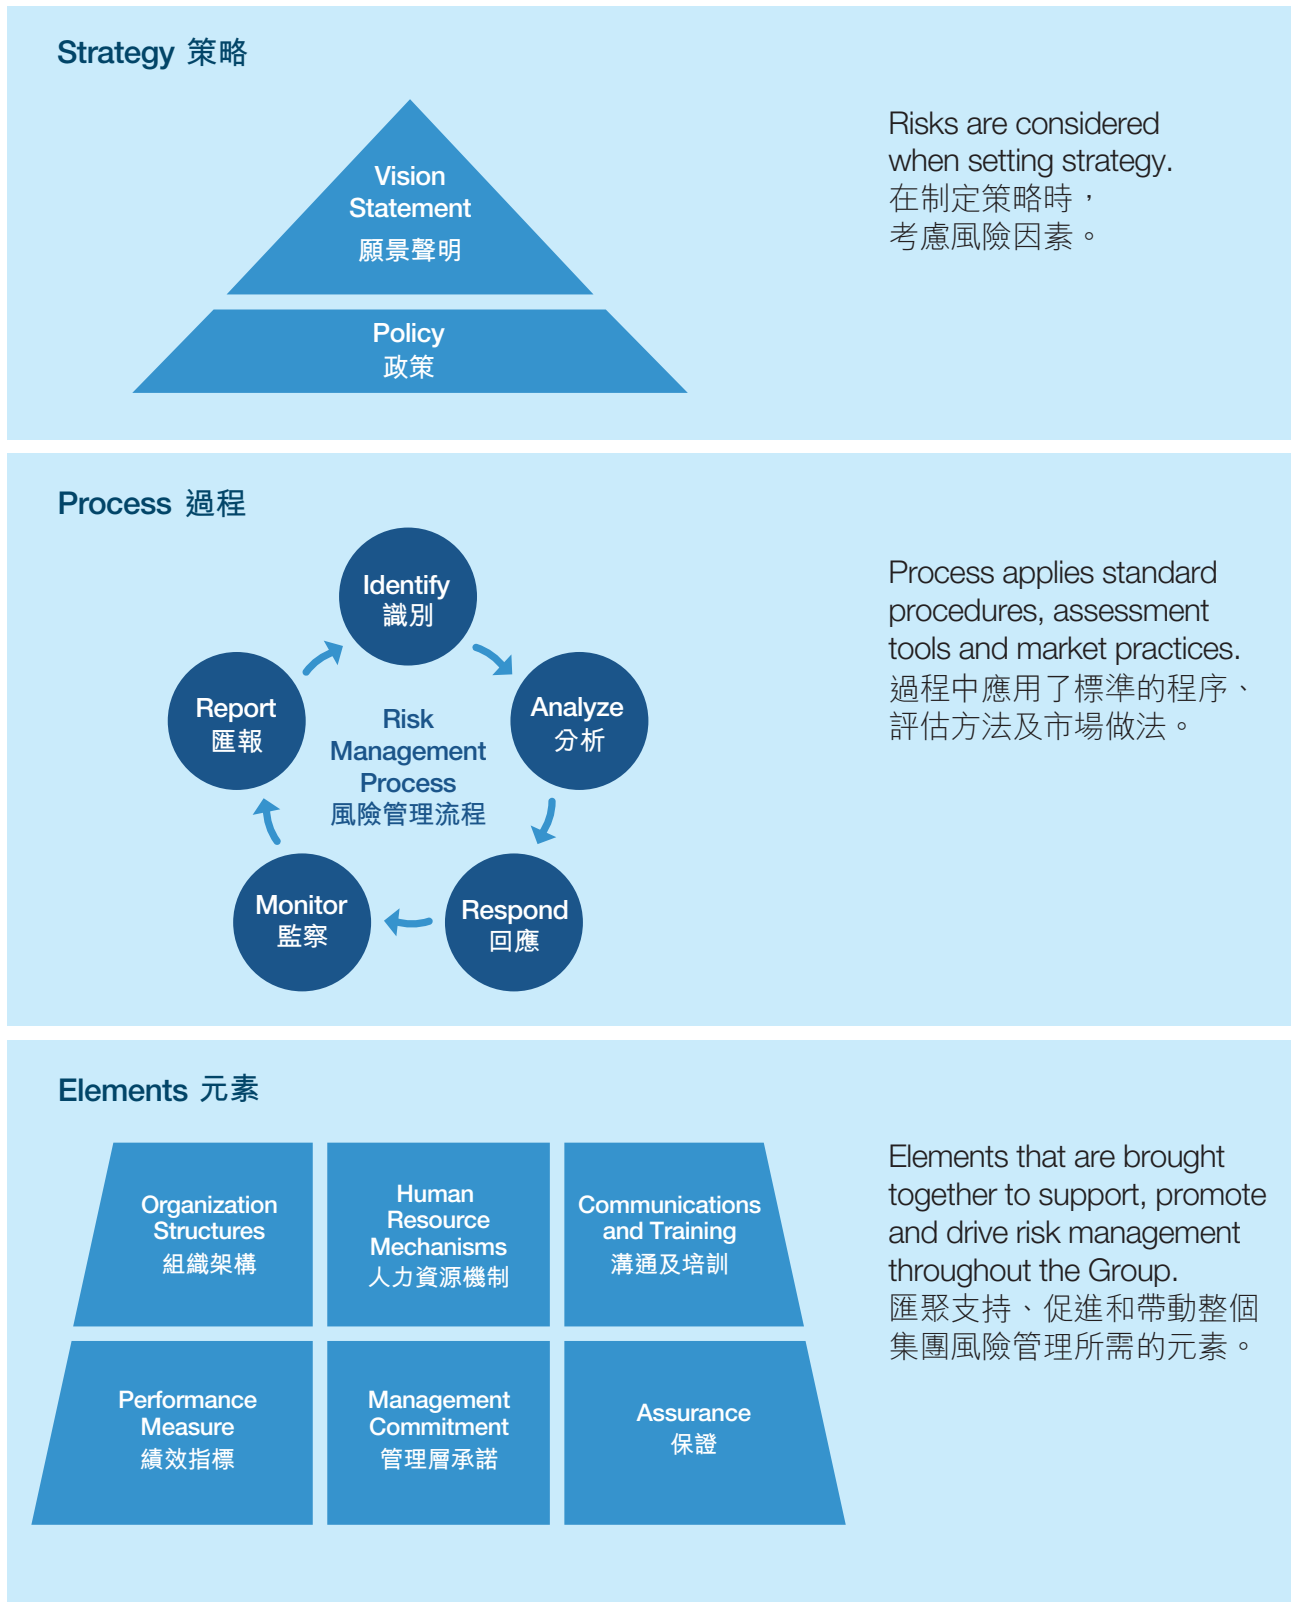 Strategy 策略
Vision
Statement
願景聲明
Policy
政策
Risks are considered
when setting strategy.
在制定策略時，
考慮風險因素。
Process 過程
Identify
識別
Analyze
分析
Respond
回應
Monitor
監察
Report
匯報
Risk
Management
Process
風險管理流程
Process applies standard
procedures, assessment
tools and market practices.
過程中應用了標準的程序、
評估方法及市場做法。
Elements 元素
Organization
Structures
組織架構
Human
Resource
Mechanisms
人力資源機制
Communications
and Training
溝通及培訓
Performance
Measure
績效指標
Management
Commitment
管理層承諾
Assurance
保證
Elements that are brought
together to support, promote
and drive risk management
throughout the Group.
匯聚支持、促進和帶動整個
集團風險管理所需的元素。